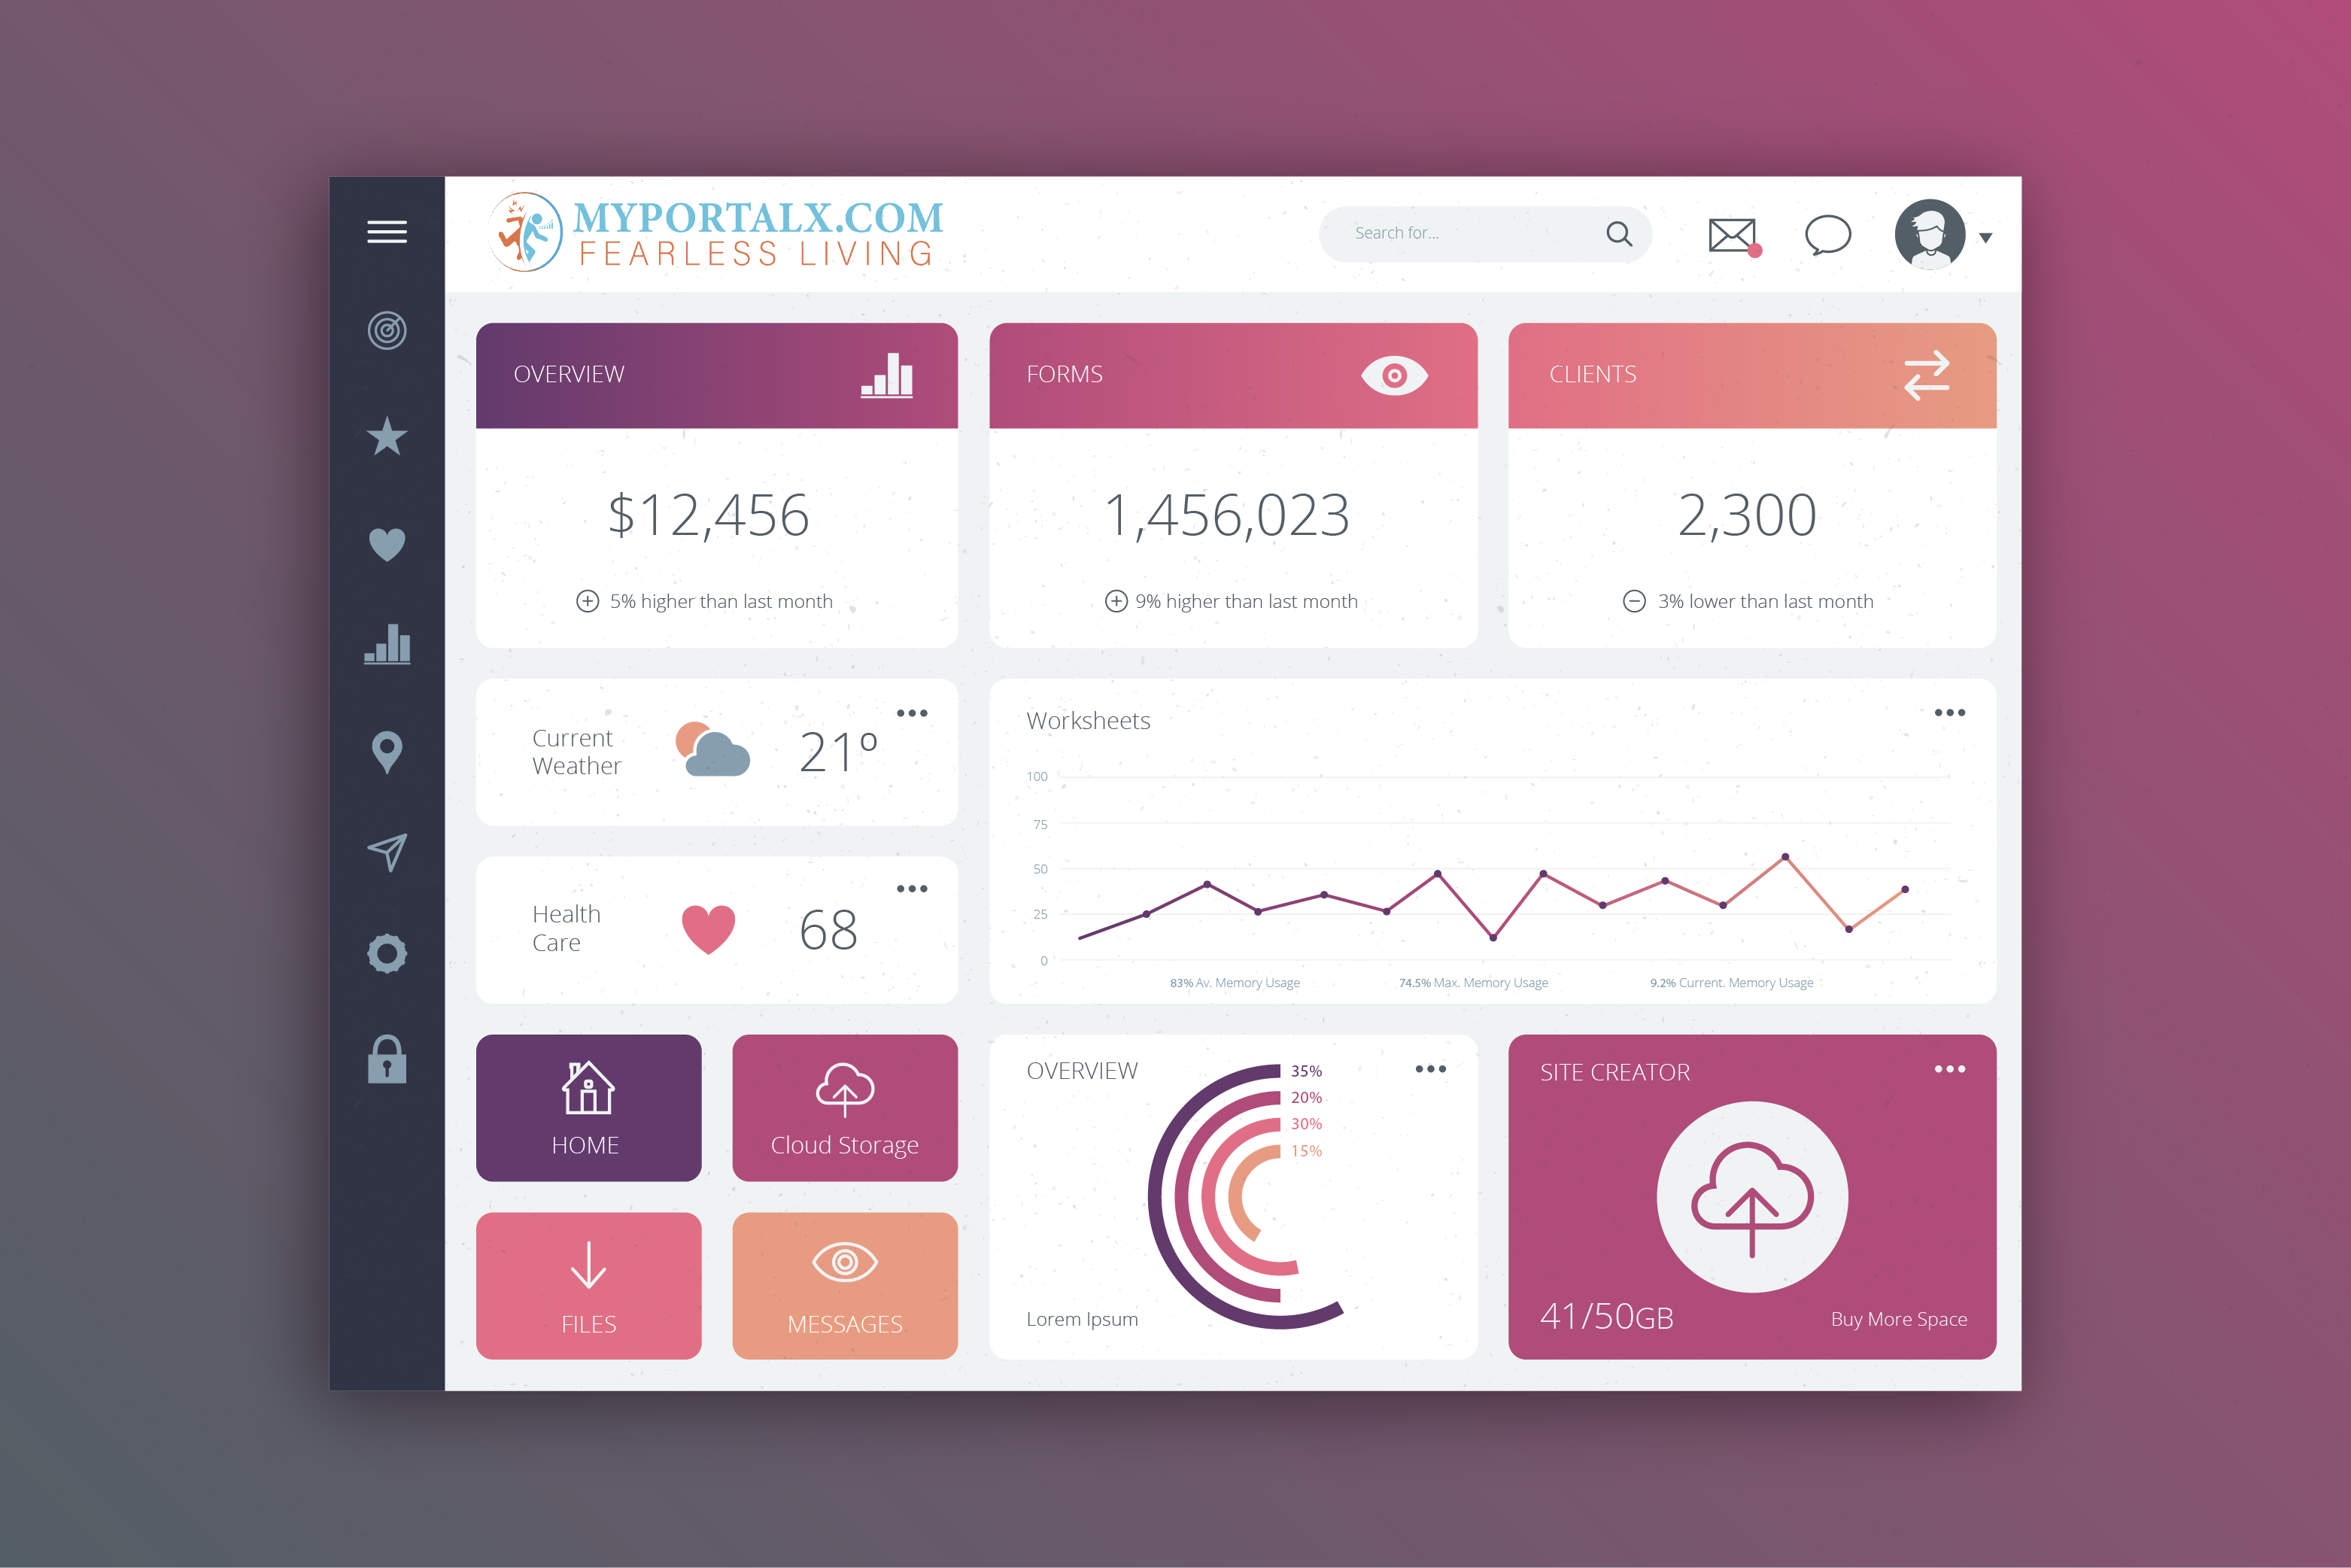 MYPORTALX.COM
FEARLESS LIVING
Search for...
OVERVIEW
FORMS
CLIENTS
$12,456
1,456,023
2,300
5% higher than last month
9% higher than last month
3% lower than last month
Current
Weather
21º
Health
Care
68
Worksheets
100
75
50
25
0
83% Av. Memory Usage
74.5% Max. Memory Usage
9.2% Current. Memory Usage
HOME
Cloud Storage
FILES
MESSAGES
OVERVIEW
35%
20%
30%
15%
Lorem Ipsum
SITE CREATOR
41/50GB
Buy More Space